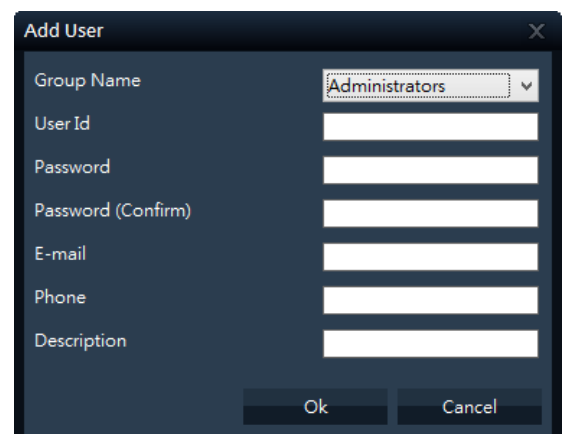 Add User X
Group Name Administrators
User Id
Password
Password (Confirm)
E-mail
Phone
Description
Ok Cancel